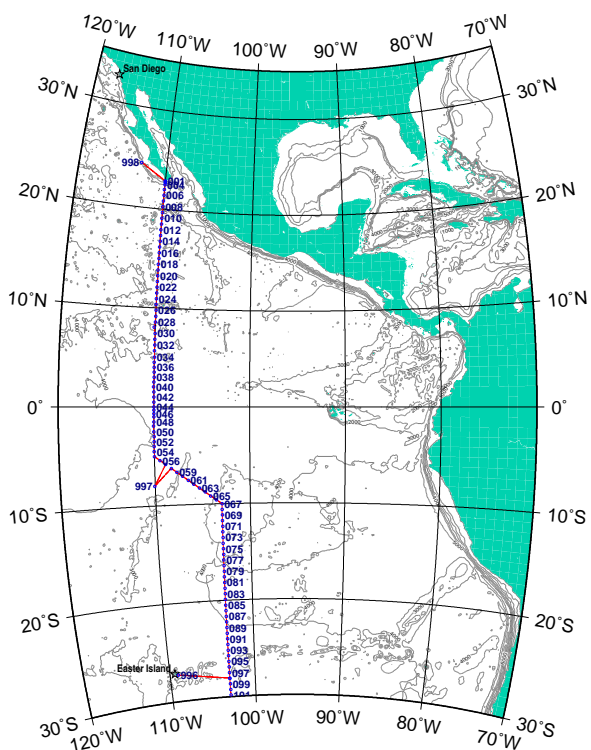 120˚W
110˚W
100˚W
90˚W
80˚W
70˚W
San Diego
30˚N
30˚N
998
001
004
006
008
20˚N
20˚N
010
012
014
016
018
020
022
024
10˚N
10˚N
026
028
030
032
034
036
038
040
042
044
0˚
0˚
046
048
050
052
054
056
059
997
061
063
065
067
10˚S
10˚S
069
071
073
075
077
079
081
083
085
087
20˚S
20˚S
089
091
093
095
Easter Island
996
097
099
101
30˚S
30˚S
120˚W
110˚W
100˚W
90˚W
80˚W
70˚W